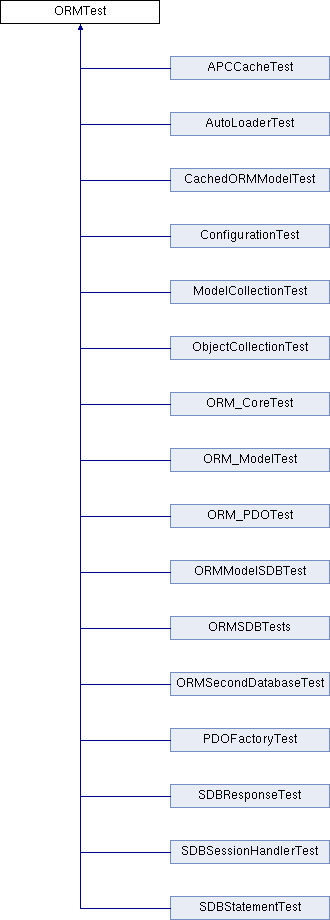 ORMTest
APCCacheTest
AutoLoaderTest
CachedORMModelTest
ConfigurationTest
ModelCollectionTest
ObjectCollectionTest
ORM_CoreTest
ORM_ModelTest
ORM_PDOTest
ORMModelSDBTest
ORMSDBTests
ORMSecondDatabaseTest
PDOFactoryTest
SDBResponseTest
SDBSessionHandlerTest
SDBStatementTest